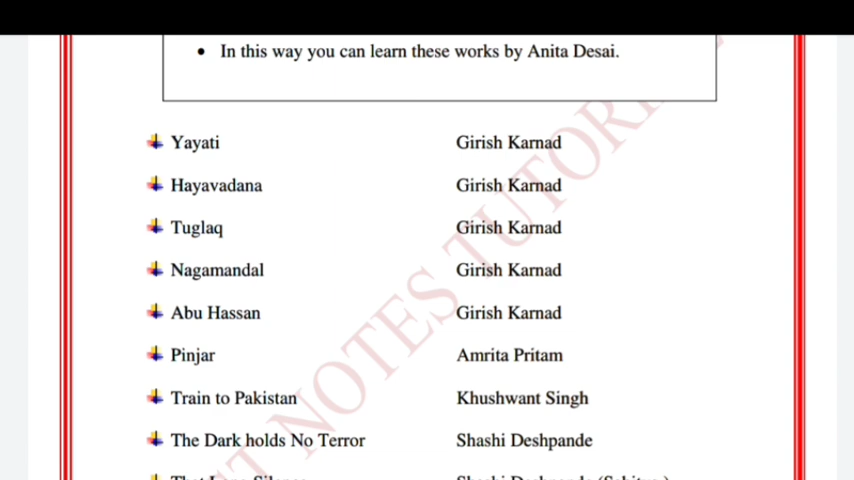 In this way you can learn these works by Anita Desai.
Yayati Girish Karnad
Hayavadana Girish Karnad
Tuglaq Girish Karnad
Nagamandal Girish Karnad
Abu Hassan Girish Karnad
Pinjar Amrita Pritam
Train to Pakistan Khushwant Singh
The Dark holds No Terror Shashi Deshpande
NOTES